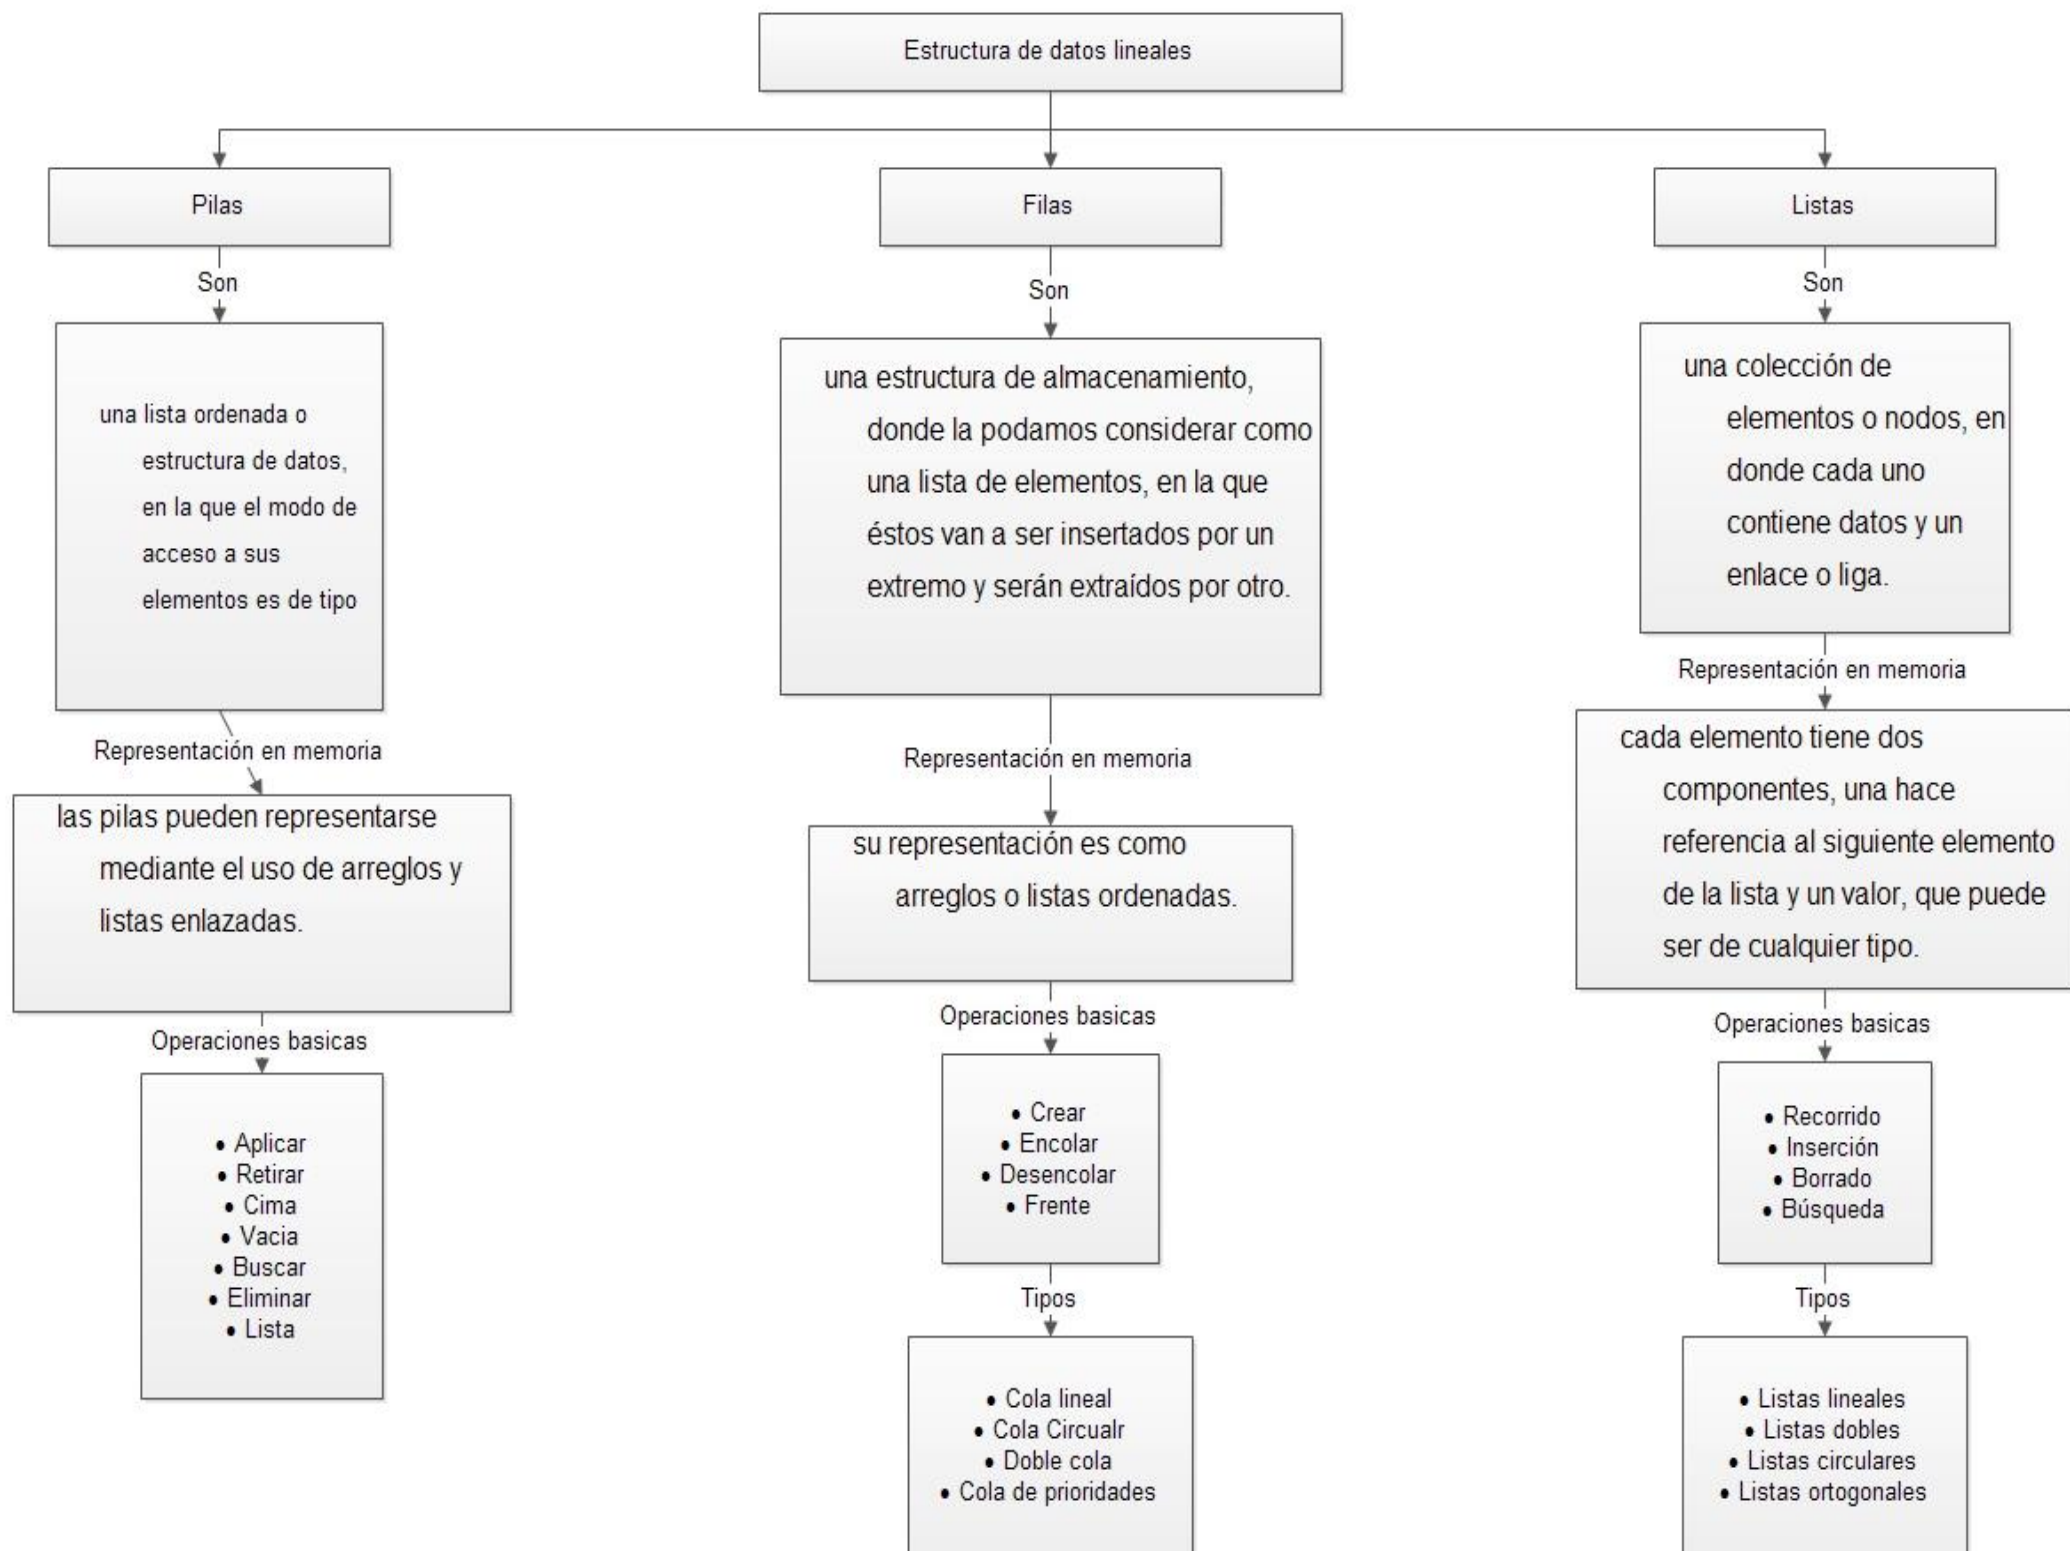 Estructura de datos lineales
Pilas
Son
una lista ordenada o
estructura de datos,
en la que el modo de
acceso a sus
elementos es de tipo
Representación en memoria
las pilas pueden representarse
mediante el uso de arreglos y
listas enlazadas.
Operaciones basicas
• Aplicar
• Retirar
• Cima
• Vacia
• Buscar
• Eliminar
• Lista
Filas
Son
una estructura de almacenamiento,
donde la podamos considerar como
una lista de elementos, en la que
éstos van a ser insertados por un
extremo y serán extraídos por otro.
Representación en memoria
su representación es como
arreglos o listas ordenadas.
Operaciones basicas
• Crear
• Encolar
• Desencolar
• Frente
Tipos
• Cola lineal
• Cola Circualr
• Doble cola
• Cola de prioridades
Listas
Son
una colección de
elementos o nodos, en
donde cada uno
contiene datos y un
enlace o liga.
Representación en memoria
cada elemento tiene dos
componentes, una hace
referencia al siguiente elemento
de la lista y un valor, que puede
ser de cualquier tipo.
Operaciones basicas
• Recorrido
• Inserción
• Borrado
• Búsqueda
Tipos
• Listas lineales
• Listas dobles
• Listas circulares
• Listas ortogonales